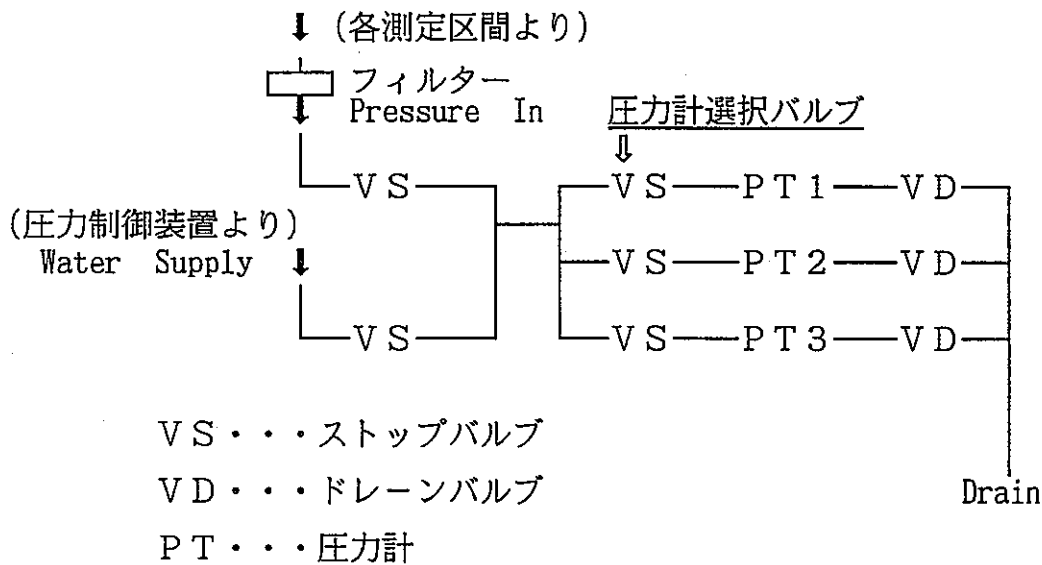 (各測定区間より)
フィルター
Pressure In
圧力計選択バルブ
VS VS PT1 VD
(圧力制御装置より)
Water Supply
VS PT2 VD
VS VS PT3 VD
VS・・・ストップバルブ
VD・・・ドレーンバルブ
Drain
PT・・・圧力計